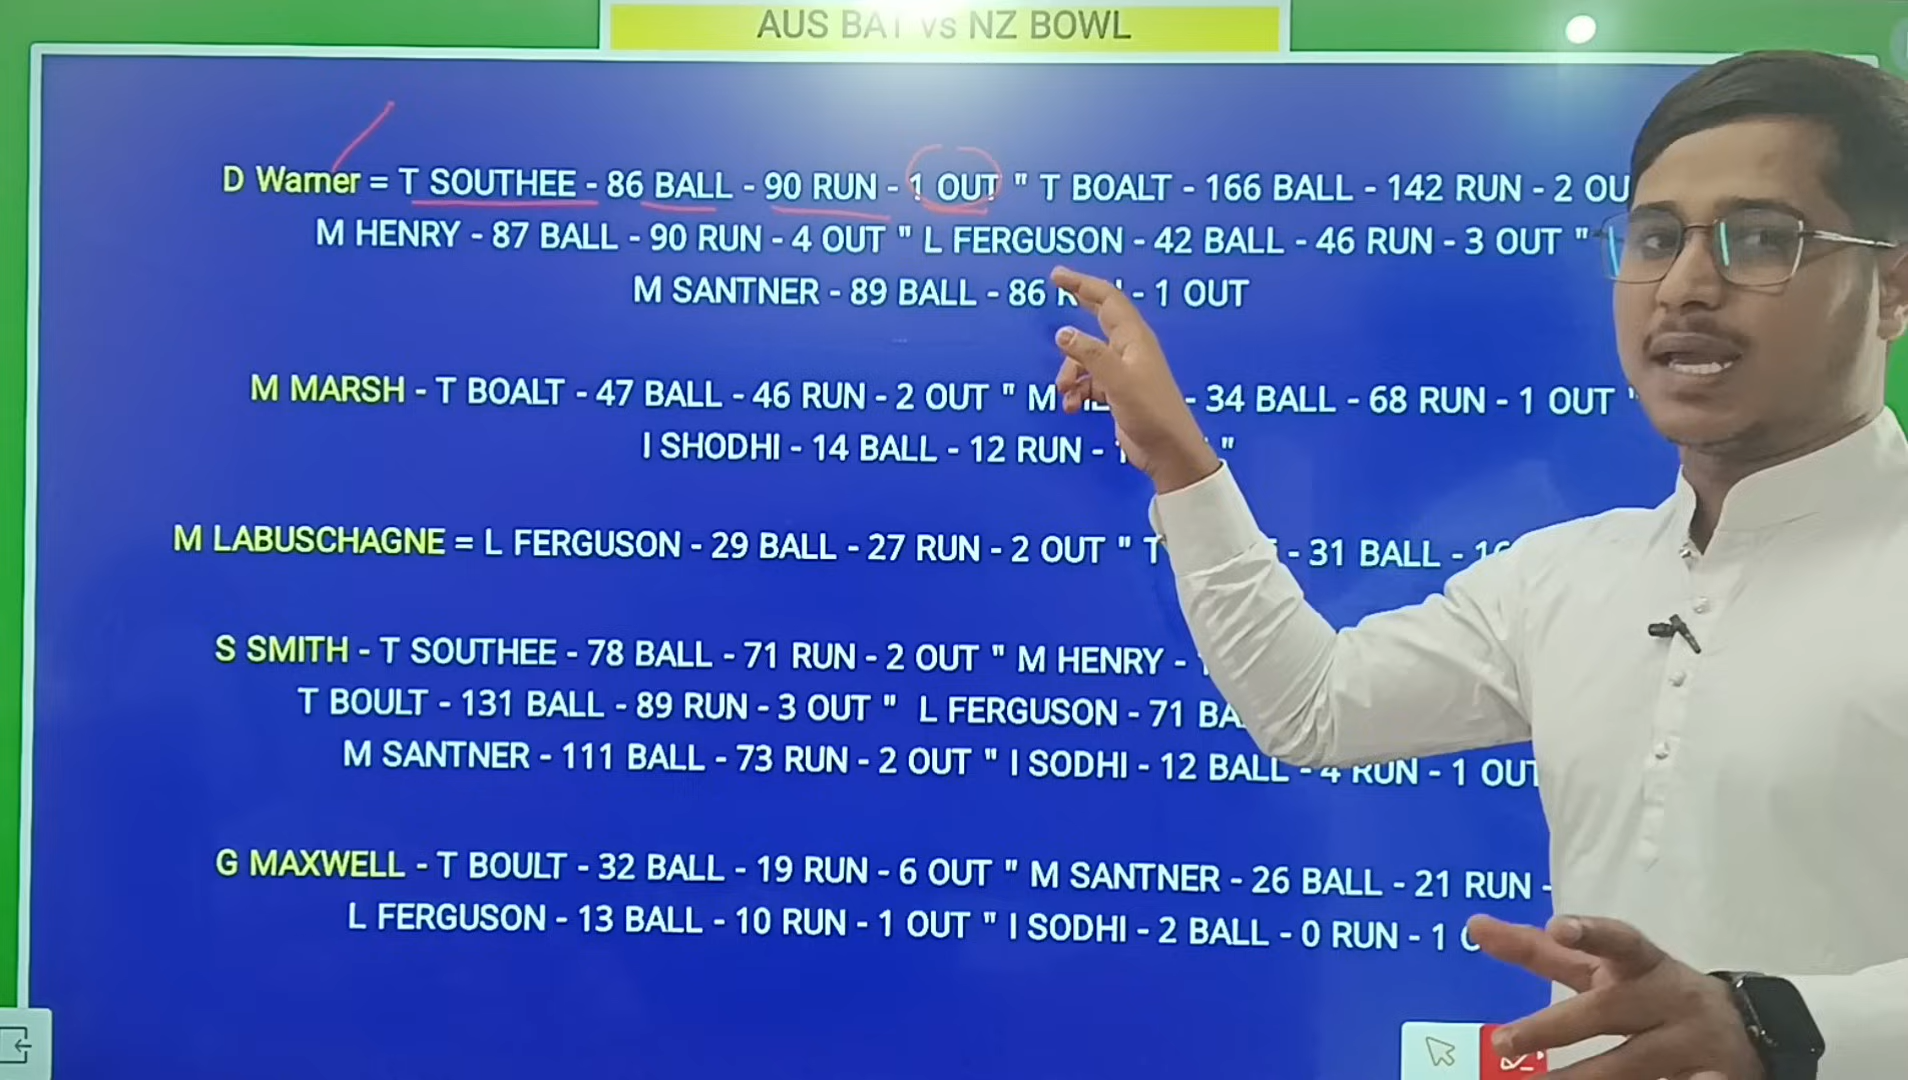 AUS BAT vs NZ BOWL
D Warner = T SOUTHEE - 86 BALL - 90 RUN - 1 OUT " T BOALT - 166 BALL - 142 RUN - 2 OU
M HENRY - 87 BALL - 90 RUN - 4 OUT " L FERGUSON - 42 BALL - 46 RUN - 3 OUT "
M SANTNER - 89 BALL - 86 - 1 OUT
M MARSH - T BOALT - 47 BALL - 46 RUN - 2 OUT " M - 34 BALL - 68 RUN - 1 OUT "
I SHODHI - 14 BALL - 12 RUN - "
M LABUSCHAGNE = L FERGUSON - 29 BALL - 27 RUN - 2 OUT " T - 31 BALL -
S SMITH - T SOUTHEE - 78 BALL - 71 RUN - 2 OUT " M HENRY -
T BOULT - 131 BALL - 89 RUN - 3 OUT " L FERGUSON - 71 BA
M SANTNER - 111 BALL - 73 RUN - 2 OUT " I SODHI - 12 BALL - 4 RUN - 1 OUT
G MAXWELL - T BOULT - 32 BALL - 19 RUN - 6 OUT " M SANTNER - 26 BALL - 21 RUN -
L FERGUSON - 13 BALL - 10 RUN - 1 OUT " I SODHI - 2 BALL - 0 RUN - 1